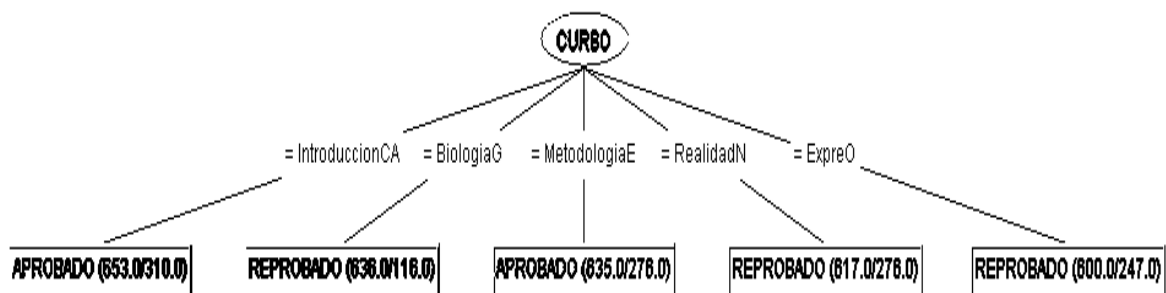 CURSO
= IntroduccionCA = BiologiaG = MetodologiaE = RealidadN = ExpreO
APROBADO (653.0/310.0) REPROBADO (636.0/116.0) APROBADO (635.0/276.0) REPROBADO (617.0/276.0) REPROBADO (600.0/247.0)